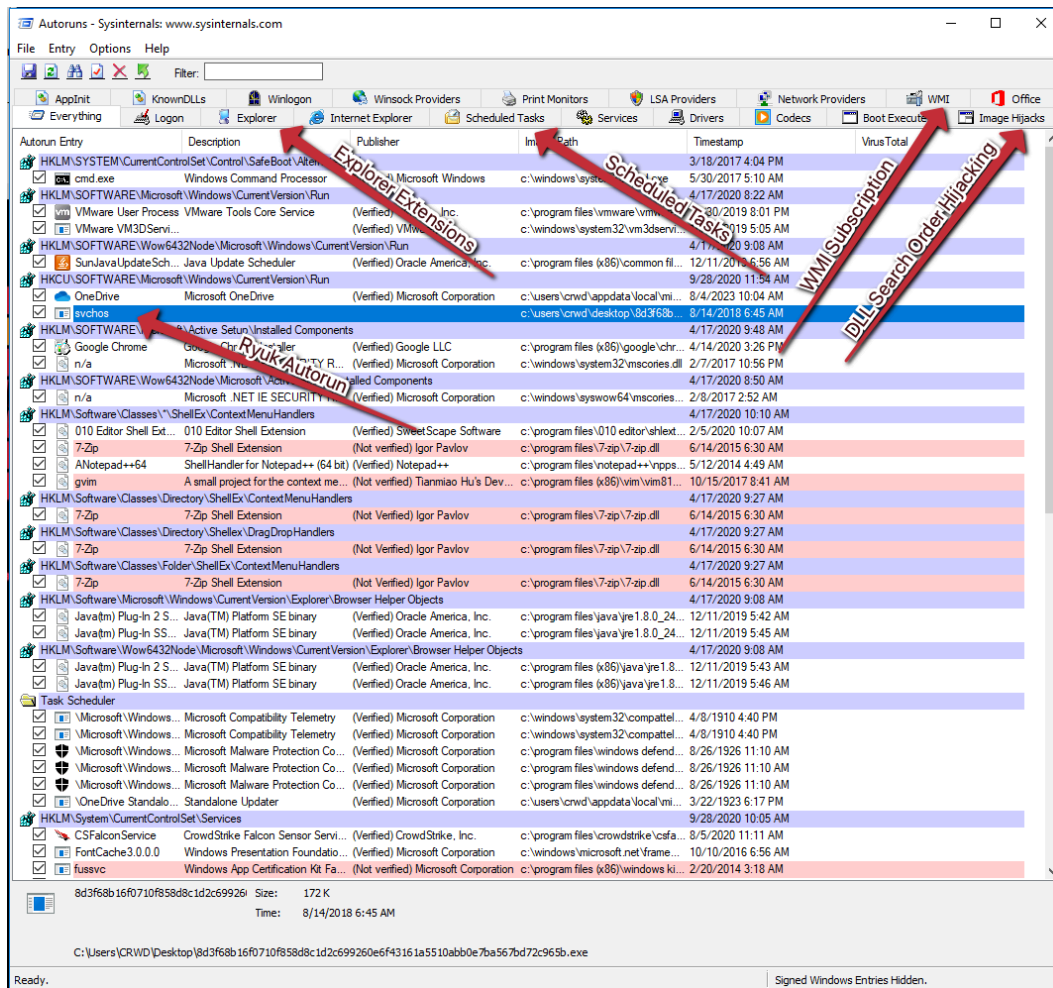 Autoruns - Sysinternals: www.sysinternals.com
File Entry Options Help
Filter:
AppInit KnownDLLs Winlogon Winsock Providers Print Monitors LSA Providers Network Providers WMI Office
Everything Logon Explorer Internet Explorer Scheduled Tasks Services Drivers Codecs Boot Execute Image Hijacks
Autorun Entry Description Publisher Path Timestamp VirusTotal
HKLM\SYSTEM\CurrentControlSet\Control\SafeBoot\Alter 3/18/2017 4:04 PM
cmd.exe Windows Command Processor Microsoft Windows c:\windows\sys 5/30/2017 5:10 AM
HKLM\SOFTWARE\Microsoft\Windows\CurrentVersion\Run 4/17/2020 8:22 AM
VMware User Process VMware Tools Core Service (Verified) Inc. c:\program files\vmware\vmw 30/2019 8:01 PM
VMware VM3DServi... (Verified) VMwa c:\windows\system32\vm3dservi... 2019 5:05 AM
HKLM\SOFTWARE\Wow6432Node\Microsoft\Windows\CurrentVersion\Run 4/17/2020 9:08 AM
SunJavaUpdateSch... Java Update Scheduler (Verified) Oracle America, Inc. c:\program files (x86)\common fil... 12/11/2019 6:56 AM
HKCU\SOFTWARE\Microsoft\Windows\CurrentVersion\Run 9/28/2020 11:54 AM
OneDrive Microsoft OneDrive (Verified) Microsoft Corporation c:\users\crwd\appdata\local\mi... 8/4/2023 10:04 AM
svchos c:\users\crwd\desktop\8d3f68b... 8/14/2018 6:45 AM
HKLM\SOFTWARE\Microsoft\Active Setup\Installed Components 4/17/2020 9:48 AM
Google Chrome Google Chrome Installer (Verified) Google LLC c:\program files (x86)\google\chr... 4/14/2020 3:26 PM
n/a Microsoft .NET IE SECURITY R... (Verified) Microsoft Corporation c:\windows\system32\mscories.dll 2/7/2017 10:56 PM
HKLM\SOFTWARE\Wow6432Node\Microsoft\Active Setup\Installed Components 4/17/2020 8:50 AM
n/a Microsoft .NET IE SECURITY R... (Verified) Microsoft Corporation c:\windows\syswow64\mscories... 2/8/2017 2:52 AM
HKLM\Software\Classes\*\ShellEx\ContextMenuHandlers 4/17/2020 10:10 AM
010 Editor Shell Ext... 010 Editor Shell Extension (Verified) SweetScape Software c:\program files\010 editor\shlext... 2/5/2020 10:07 AM
7-Zip 7-Zip Shell Extension (Not verified) Igor Pavlov c:\program files\7-zip\7-zip.dll 6/14/2015 6:30 AM
ANotepad++64 ShellHandler for Notepad++ (64 bit) (Verified) Notepad++ c:\program files\notepad++\npps... 5/12/2014 4:49 AM
gvim A small project for the context me... (Not verified) Tianmiao Hu's Dev... c:\program files (x86)\vim\vim81... 10/15/2017 8:41 AM
HKLM\Software\Classes\Directory\ShellEx\ContextMenuHandlers 4/17/2020 9:27 AM
7-Zip 7-Zip Shell Extension (Not Verified) Igor Pavlov c:\program files\7-zip\7-zip.dll 6/14/2015 6:30 AM
HKLM\Software\Classes\Directory\Shellex\DragDropHandlers 4/17/2020 9:27 AM
7-Zip 7-Zip Shell Extension (Not Verified) Igor Pavlov c:\program files\7-zip\7-zip.dll 6/14/2015 6:30 AM
HKLM\Software\Classes\Folder\ShellEx\ContextMenuHandlers 4/17/2020 9:27 AM
7-Zip 7-Zip Shell Extension (Not Verified) Igor Pavlov c:\program files\7-zip\7-zip.dll 6/14/2015 6:30 AM
HKLM\Software\Microsoft\Windows\CurrentVersion\Explorer\Browser Helper Objects 4/17/2020 9:08 AM
Java(tm) Plug-In 2 S... Java(TM) Platform SE binary (Verified) Oracle America, Inc. c:\program files\java\jre1.8.0_24... 12/11/2019 5:42 AM
Java(tm) Plug-In SS... Java(TM) Platform SE binary (Verified) Oracle America, Inc. c:\program files\java\jre1.8.0_24... 12/11/2019 5:45 AM
HKLM\Software\Wow6432Node\Microsoft\Windows\CurrentVersion\Explorer\Browser Helper Objects 4/17/2020 9:08 AM
Java(tm) Plug-In 2 S... Java(TM) Platform SE binary (Verified) Oracle America, Inc. c:\program files (x86)\java\jre1.8... 12/11/2019 5:43 AM
Java(tm) Plug-In SS... Java(TM) Platform SE binary (Verified) Oracle America, Inc. c:\program files (x86)\java\jre1.8... 12/11/2019 5:46 AM
Task Scheduler
\Microsoft\Windows... Microsoft Compatibility Telemetry (Verified) Microsoft Corporation c:\windows\system32\compattel... 4/8/1910 4:40 PM
\Microsoft\Windows... Microsoft Compatibility Telemetry (Verified) Microsoft Corporation c:\windows\system32\compattel... 4/8/1910 4:40 PM
\Microsoft\Windows... Microsoft Malware Protection Co... (Verified) Microsoft Corporation c:\program files\windows defend... 8/26/1926 11:10 AM
\Microsoft\Windows... Microsoft Malware Protection Co... (Verified) Microsoft Corporation c:\program files\windows defend... 8/26/1926 11:10 AM
\Microsoft\Windows... Microsoft Malware Protection Co... (Verified) Microsoft Corporation c:\program files\windows defend... 8/26/1926 11:10 AM
\OneDrive Standalo... Standalone Updater (Verified) Microsoft Corporation c:\users\crwd\appdata\local\mi... 3/22/1923 6:17 PM
HKLM\System\CurrentControlSet\Services 9/28/2020 10:05 AM
CSFalconService CrowdStrike Falcon Sensor Servi... (Verified) CrowdStrike, Inc. c:\program files\crowdstrike\csfa... 8/5/2020 11:11 AM
FontCache3.0.0.0 Windows Presentation Foundatio... (Verified) Microsoft Corporation c:\windows\microsoft.net\frame... 10/10/2016 6:56 AM
fussvc Windows App Certification Kit Fa... (Not verified) Microsoft Corporation c:\program files (x86)\windows ki... 2/20/2014 3:18 AM
Explorer Extensions
Scheduled Tasks
WMI Subscription
DLL Search Order Hijacking
Ryuk Autorun
8d3f68b16f0710f858d8c1d2c69926( Size: 172 K
Time: 8/14/2018 6:45 AM
C:\Users\CRWD\Desktop\8d3f68b16f0710f858d8c1d2c699260e6f43161a5510abb0e7ba567bd72c965b.exe
Ready. Signed Windows Entries Hidden.